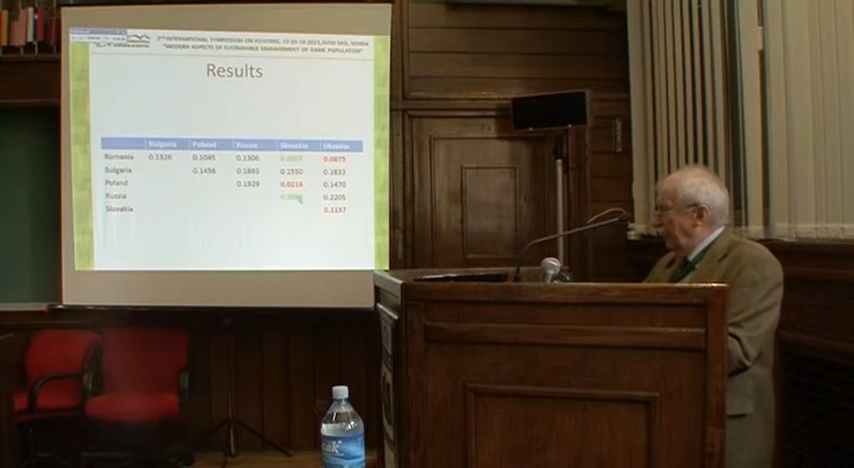 2ND INTERNATIONAL SYMPOSIUM ON HUNTING, 17-20-10-2013, NOVI SAD, SERBIA
"MODERN ASPECTS OF SUSTAINABLE MANAGEMENT OF GAME POPULATION"
Results
Bulgaria Poland Russia Slovakia Ukraine
Romania 0.1326 0.1045 0.1306 0.0875
Bulgaria 0.1456 0.1893 0.1550 0.1833
Poland 0.1929 0.0216 0.1470
Russia 0.2205
Slovakia 0.1137